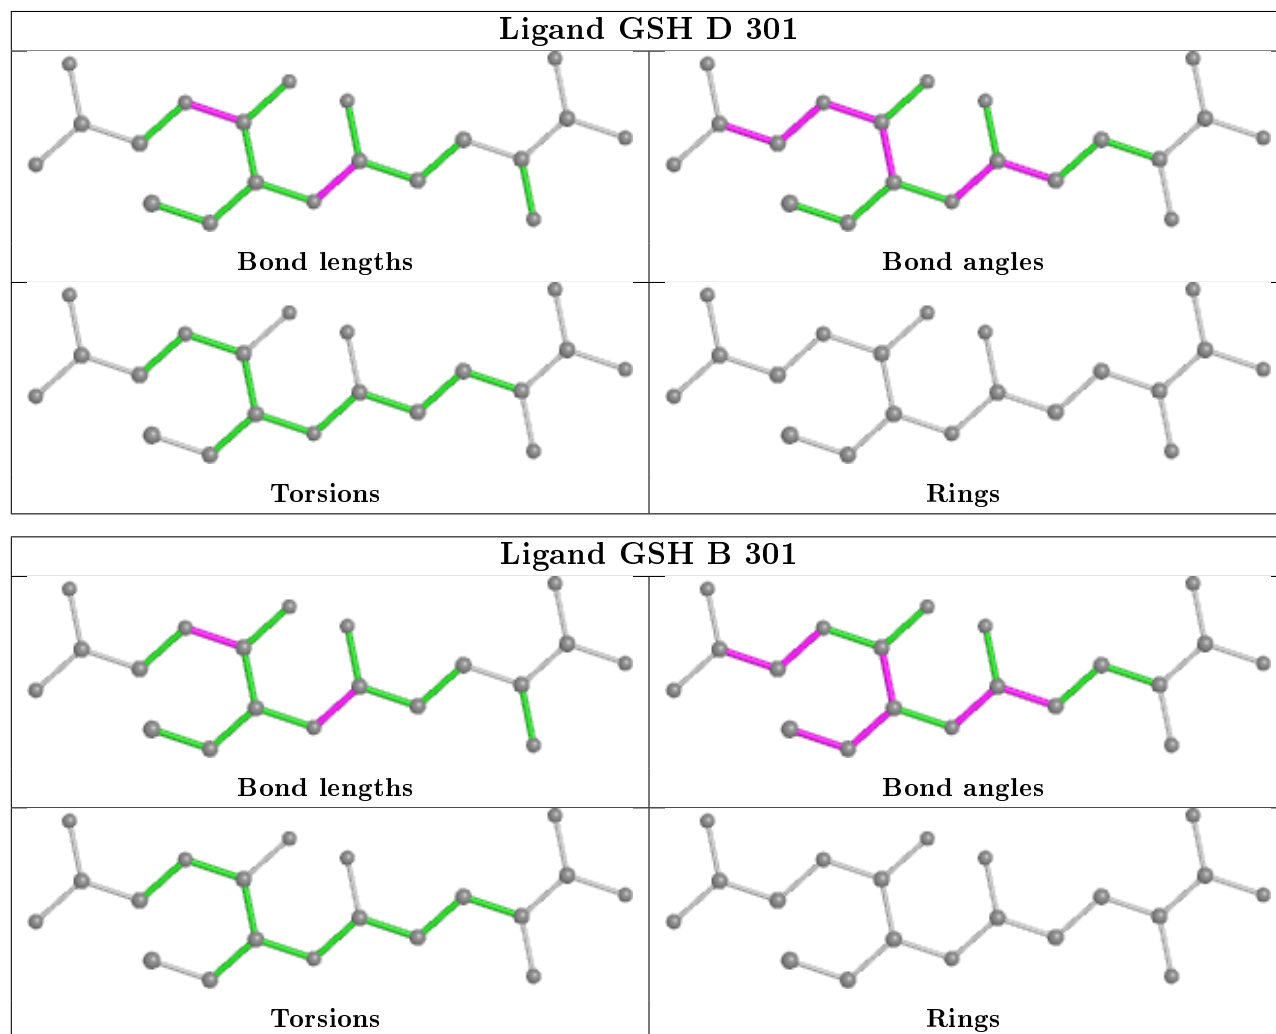 Ligand GSH D 301
Bond lengths
Bond angles
Torsions
Rings
Ligand GSH B 301
Bond lengths
Bond angles
Torsions
Rings